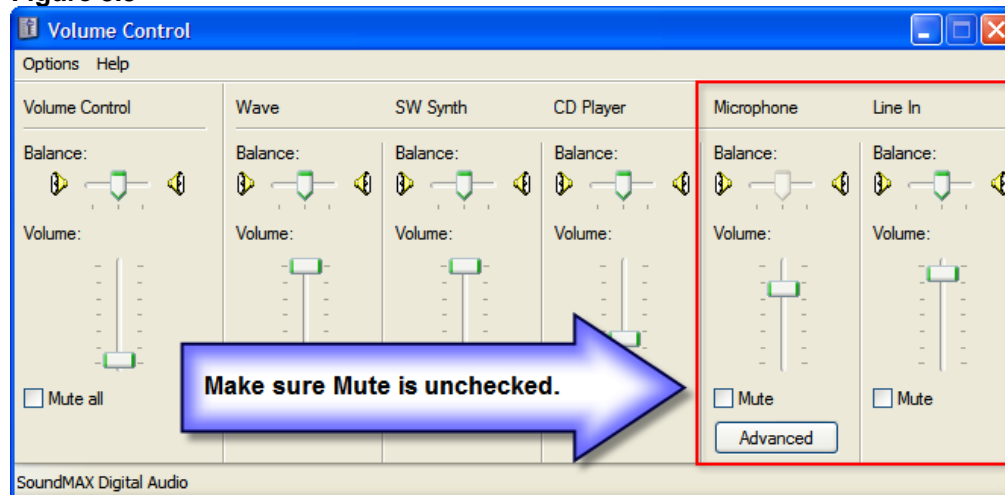 Volume Control
Options Help
Volume Control
Wave
SW Synth
CD Player
Microphone
Line In
Balance:
Balance:
Balance:
Balance:
Balance:
Balance:
Volume:
Volume:
Volume:
Volume:
Volume:
Volume:
Make sure Mute is unchecked.
Mute all
Mute
Mute
Advanced
SoundMAX Digital Audio